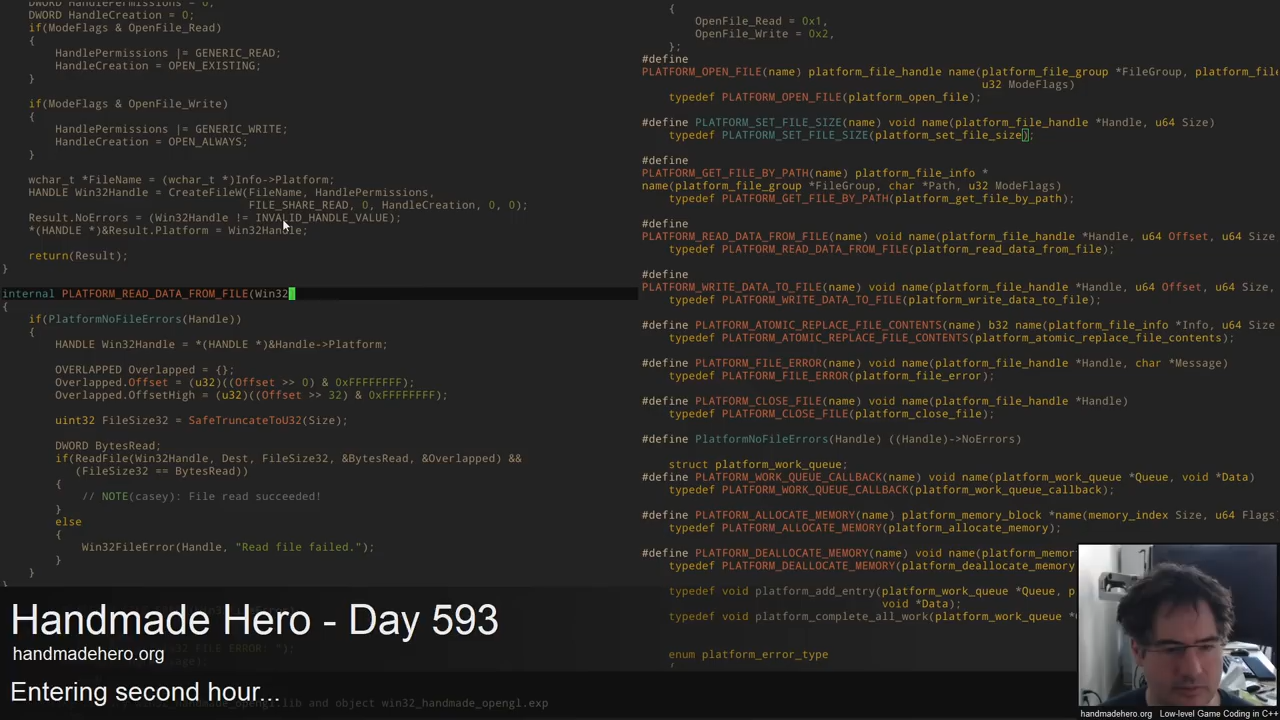 DWORD HandlePermissions = 0;
DWORD HandleCreation = 0;
if(ModeFlags & OpenFile_Read)
{
HandlePermissions |= GENERIC_READ;
HandleCreation = OPEN_EXISTING;
}
if(ModeFlags & OpenFile_Write)
{
HandlePermissions |= GENERIC_WRITE;
HandleCreation = OPEN_ALWAYS;
}
wchar_t *FileName = (wchar_t *)Info->Platform;
HANDLE Win32Handle = CreateFileW(FileName, HandlePermissions,
FILE_SHARE_READ, 0, HandleCreation, 0, 0);
Result.NoErrors = (Win32Handle != INVALID_HANDLE_VALUE);
*(HANDLE *)&Result.Platform = Win32Handle;
return(Result);
}
internal PLATFORM_READ_DATA_FROM_FILE(Win32
{
if(PlatformNoFileErrors(Handle))
{
HANDLE Win32Handle = *(HANDLE *)&Handle->Platform;
OVERLAPPED Overlapped = {};
Overlapped.Offset = (u32)((Offset >> 0) & 0xFFFFFFFF);
Overlapped.OffsetHigh = (u32)((Offset >> 32) & 0xFFFFFFFF);
uint32 FileSize32 = SafeTruncateToU32(Size);
DWORD BytesRead;
if(ReadFile(Win32Handle, Dest, FileSize32, &BytesRead, &Overlapped) &&
(FileSize32 == BytesRead))
{
// NOTE(casey): File read succeeded!
}
else
{
Win32FileError(Handle, "Read file failed.");
}
}
}
{
OpenFile_Read = 0x1,
OpenFile_Write = 0x2,
};
#define
PLATFORM_OPEN_FILE(name) platform_file_handle name(platform_file_group *FileGroup, platform_file
u32 ModeFlags)
typedef PLATFORM_OPEN_FILE(platform_open_file);
#define PLATFORM_SET_FILE_SIZE(name) void name(platform_file_handle *Handle, u64 Size)
typedef PLATFORM_SET_FILE_SIZE(platform_set_file_size);
#define
PLATFORM_GET_FILE_BY_PATH(name) platform_file_info *
name(platform_file_group *FileGroup, char *Path, u32 ModeFlags)
typedef PLATFORM_GET_FILE_BY_PATH(platform_get_file_by_path);
#define
PLATFORM_READ_DATA_FROM_FILE(name) void name(platform_file_handle *Handle, u64 Offset, u64 Size
typedef PLATFORM_READ_DATA_FROM_FILE(platform_read_data_from_file);
#define
PLATFORM_WRITE_DATA_TO_FILE(name) void name(platform_file_handle *Handle, u64 Offset, u64 Size,
typedef PLATFORM_WRITE_DATA_TO_FILE(platform_write_data_to_file);
#define PLATFORM_ATOMIC_REPLACE_FILE_CONTENTS(name) b32 name(platform_file_info *Info, u64 Size
typedef PLATFORM_ATOMIC_REPLACE_FILE_CONTENTS(platform_atomic_replace_file_contents);
#define PLATFORM_FILE_ERROR(name) void name(platform_file_handle *Handle, char *Message)
typedef PLATFORM_FILE_ERROR(platform_file_error);
#define PLATFORM_CLOSE_FILE(name) void name(platform_file_handle *Handle)
typedef PLATFORM_CLOSE_FILE(platform_close_file);
#define PlatformNoFileErrors(Handle) ((Handle)->NoErrors)
struct platform_work_queue;
#define PLATFORM_WORK_QUEUE_CALLBACK(name) void name(platform_work_queue *Queue, void *Data)
typedef PLATFORM_WORK_QUEUE_CALLBACK(platform_work_queue_callback);
#define PLATFORM_ALLOCATE_MEMORY(name) platform_memory_block *name(memory_index Size, u64 Flags
typedef PLATFORM_ALLOCATE_MEMORY(platform_allocate_memory);
#define PLATFORM_DEALLOCATE_MEMORY(name) void name(platform_memor
typedef PLATFORM_DEALLOCATE_MEMORY(platform_deallocate_memory
typedef void platform_add_entry(platform_work_queue *Queue, p
void *Data);
typedef void platform_complete_all_work(platform_work_queue *
enum platform_error_type
{
Handmade Hero - Day 593
handmadehero.org
Entering second hour...
handmadehero.org Low-level Game Coding in C++